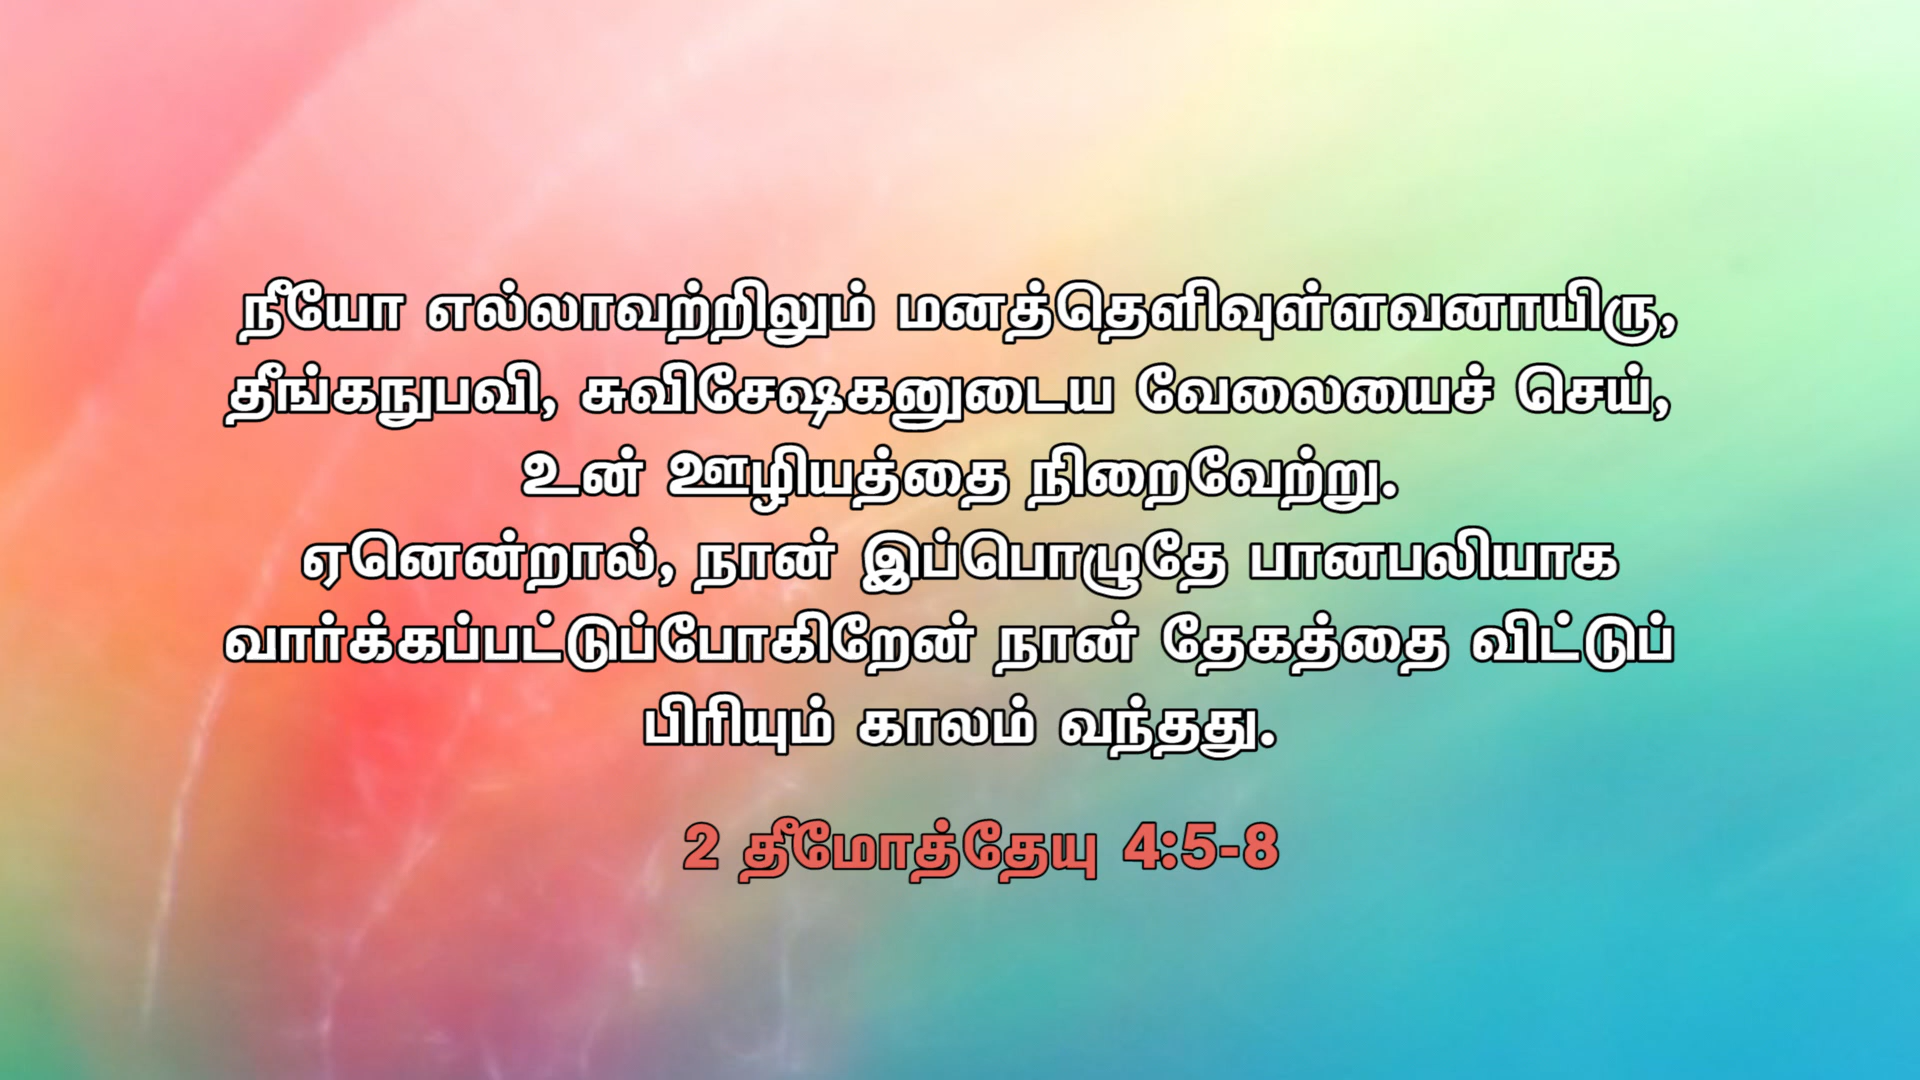 நீயோ எல்லாவற்றிலும் மனத்தெளிவுள்ளவனாயிரு,
தீங்கநுபவி, சுவிசேஷகனுடைய வேலையைச் செய்,
உன் ஊழியத்தை நிறைவேற்று.
ஏனென்றால், நான் இப்பொழுதே பானபலியாக
வார்க்கப்பட்டுப்போகிறேன் நான் தேகத்தை விட்டுப்
பிரியும் காலம் வந்தது.
2 தீமோத்தேயு 4:5-8